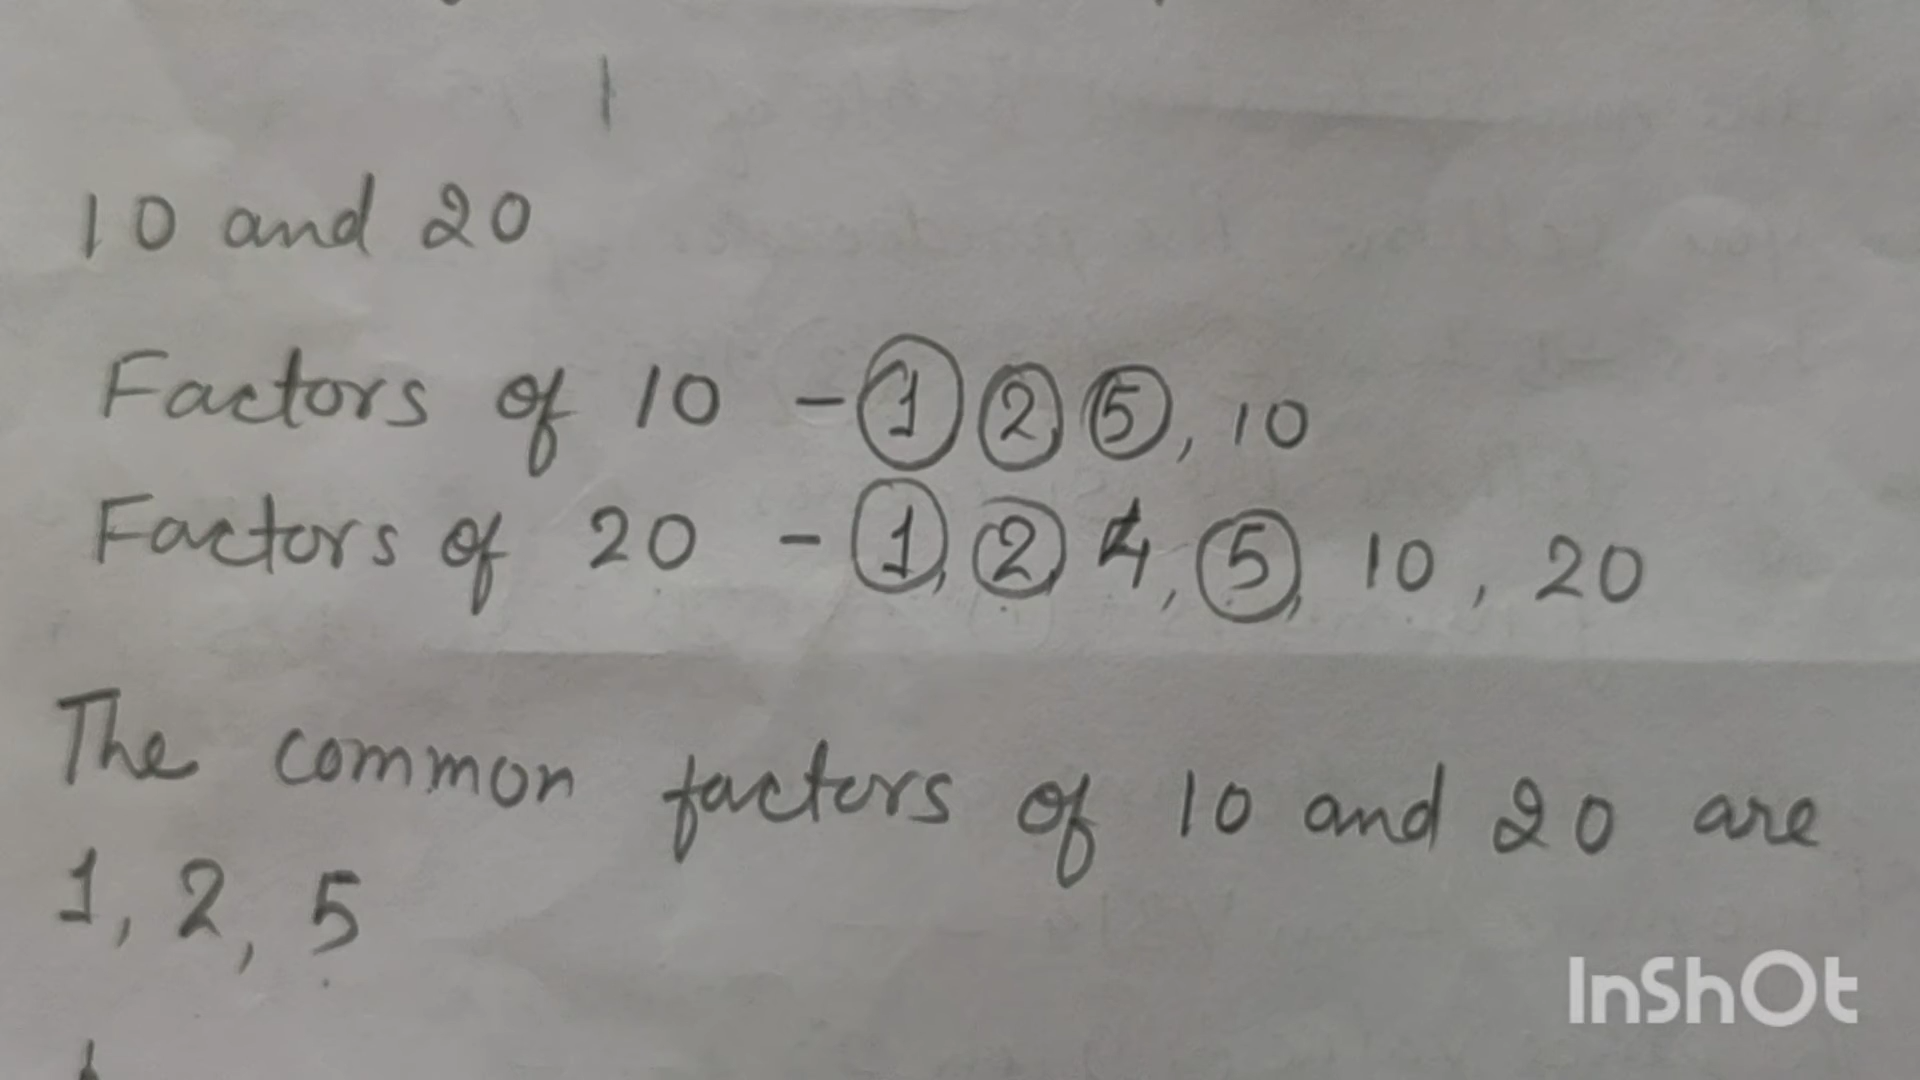 10 and 20
Factors of 10 - 1 2, 5, 10
Factors of 20 - 1, 2, 4, 5, 10, 20
The common factors of 10 and 20 are
1, 2, 5
InShOt